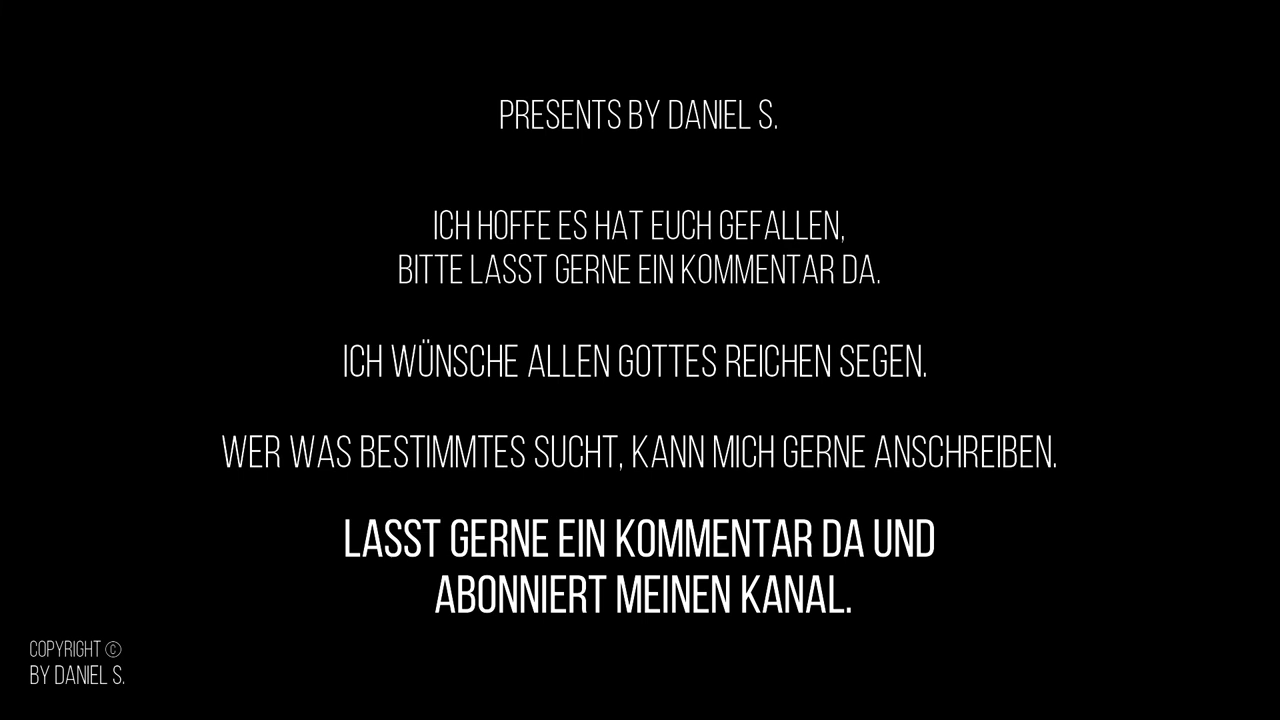 PRESENTS BY DANIEL S.
ICH HOFFE ES HAT EUCH GEFALLEN,
BITTE LASST GERNE EIN KOMMENTAR DA.
ICH WÜNSCHE ALLEN GOTTES REICHEN SEGEN.
WER WAS BESTIMMTES SUCHT, KANN MICH GERNE ANSCHREIBEN.
LASST GERNE EIN KOMMENTAR DA UND
ABONNIERT MEINEN KANAL.
COPYRIGHT ©
BY DANIEL S.